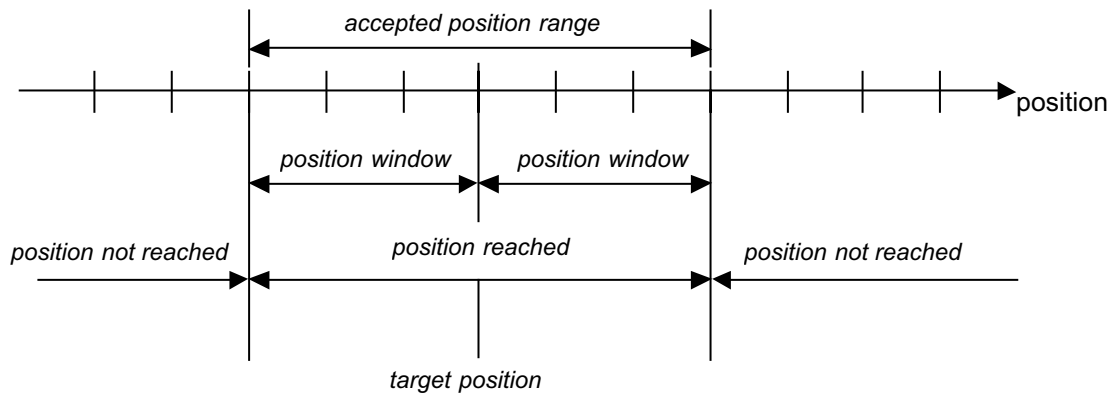 accepted position range
position
position window position window
position not reached position reached position not reached
target position